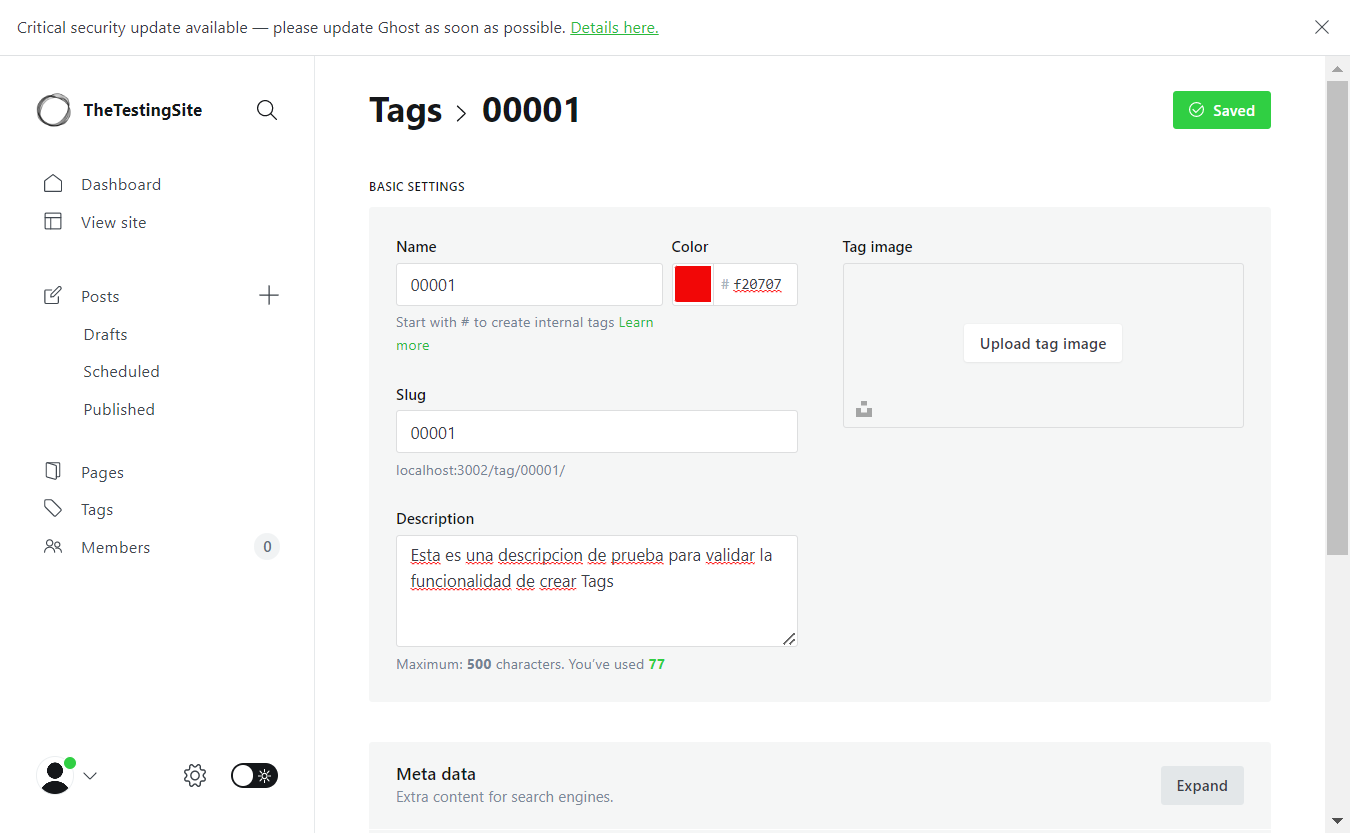 Critical security update available — please update Ghost as soon as possible. Details here.
TheTestingSite
Dashboard
View site
Posts
Drafts
Scheduled
Published
Pages
Tags
Members 0
Tags > 00001
Saved
BASIC SETTINGS
Name
00001
Color
# f20707
Start with # to create internal tags Learn
more
Slug
00001
localhost:3002/tag/00001/
Description
Esta es una descripcion de prueba para validar la
funcionalidad de crear Tags
Maximum: 500 characters. You’ve used 77
Tag image
Upload tag image
Meta data
Extra content for search engines.
Expand